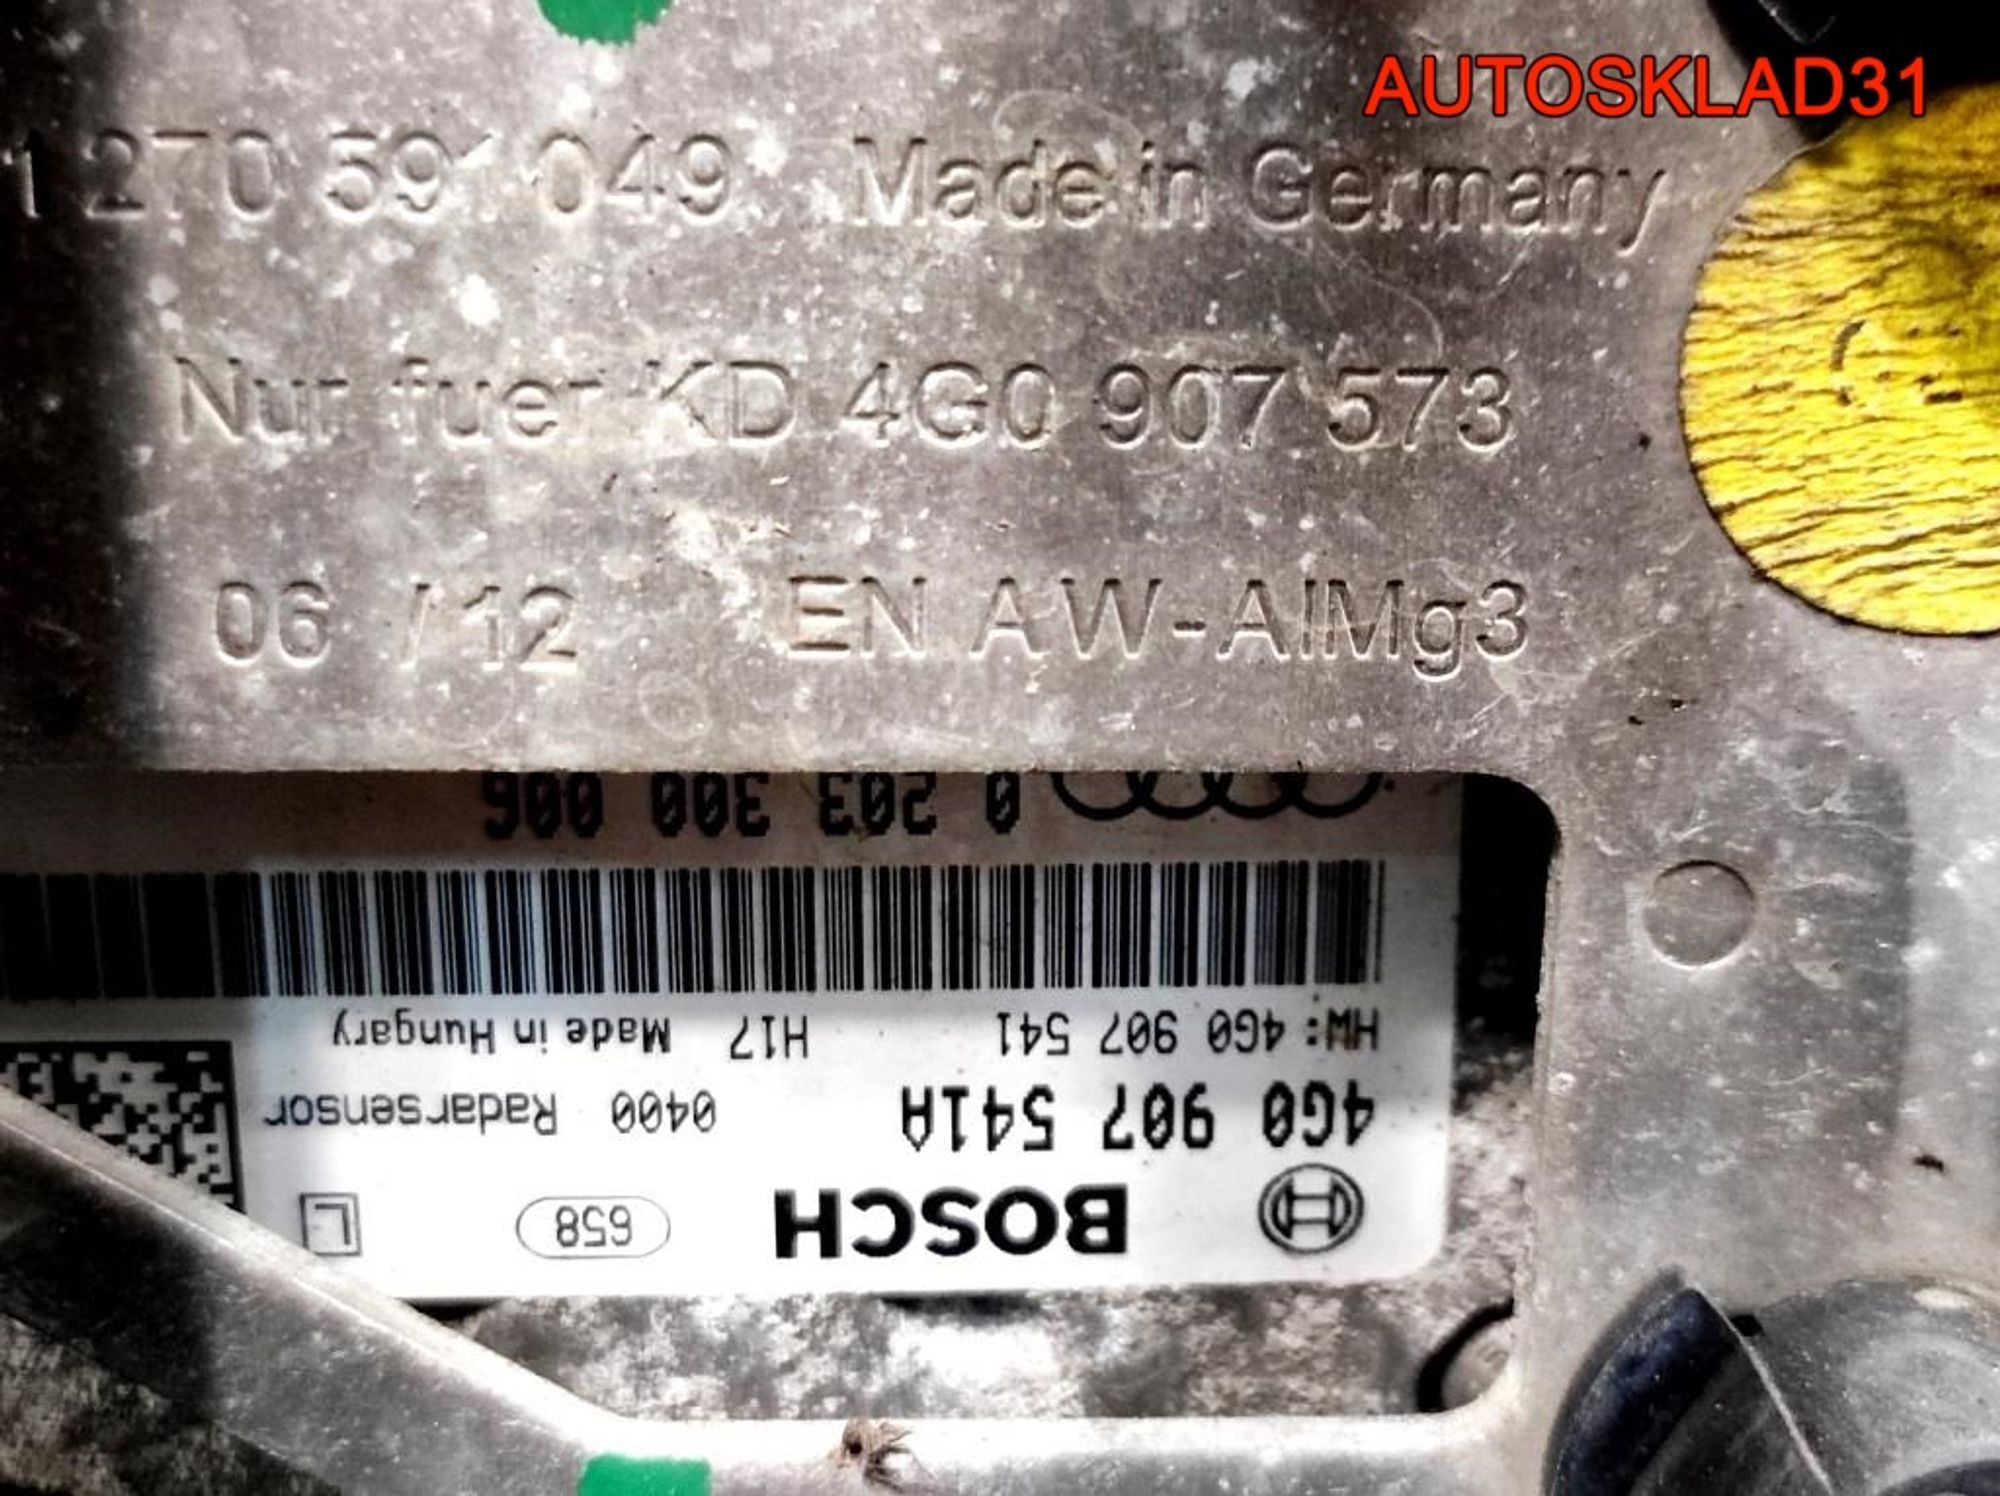 AUTOSKLAD31
1 270 591 049 Made in Germany
Nur fuer KD 4G0 907 573
06 / 12 EN AW-AlMg3
BOSCH 658 L
4G0 907 541A 0400 Radarsensor
HW: 4G0 907 541 H17 Made in Hungary
0 203 300 006